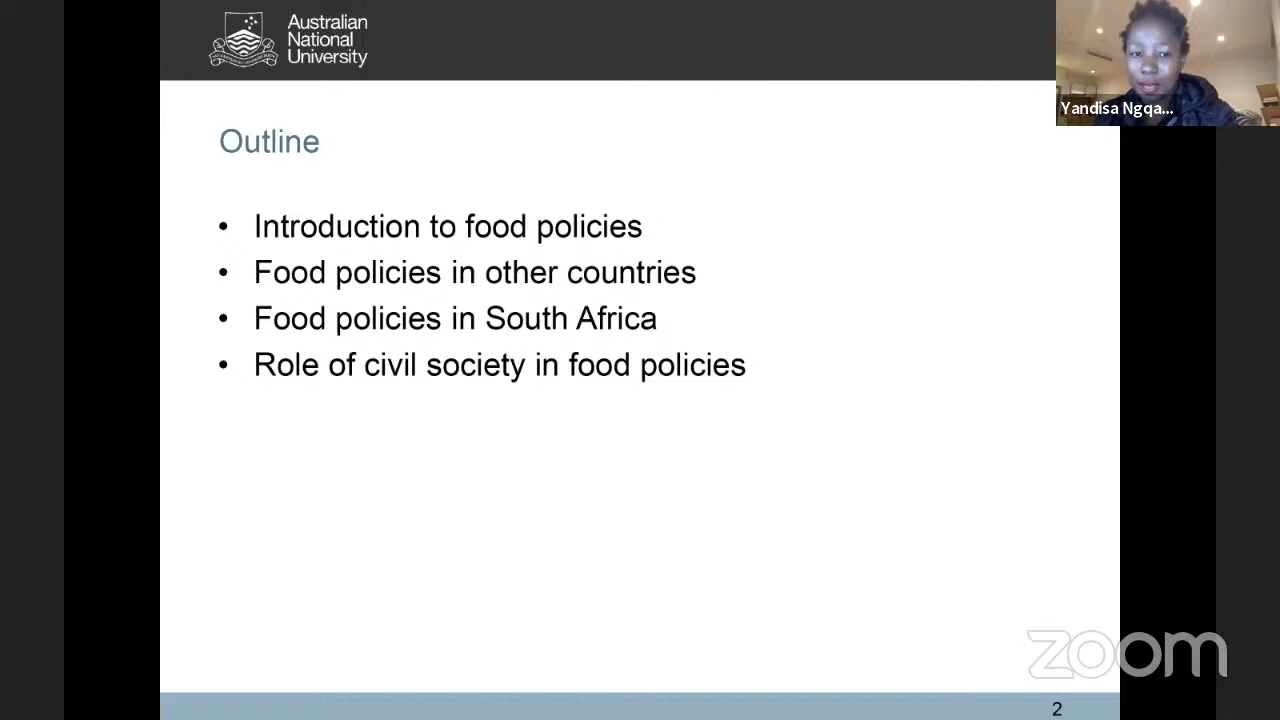 Australian
National
University
Yandisa Ngqa...
Outline
• Introduction to food policies
• Food policies in other countries
• Food policies in South Africa
• Role of civil society in food policies
zoom
2